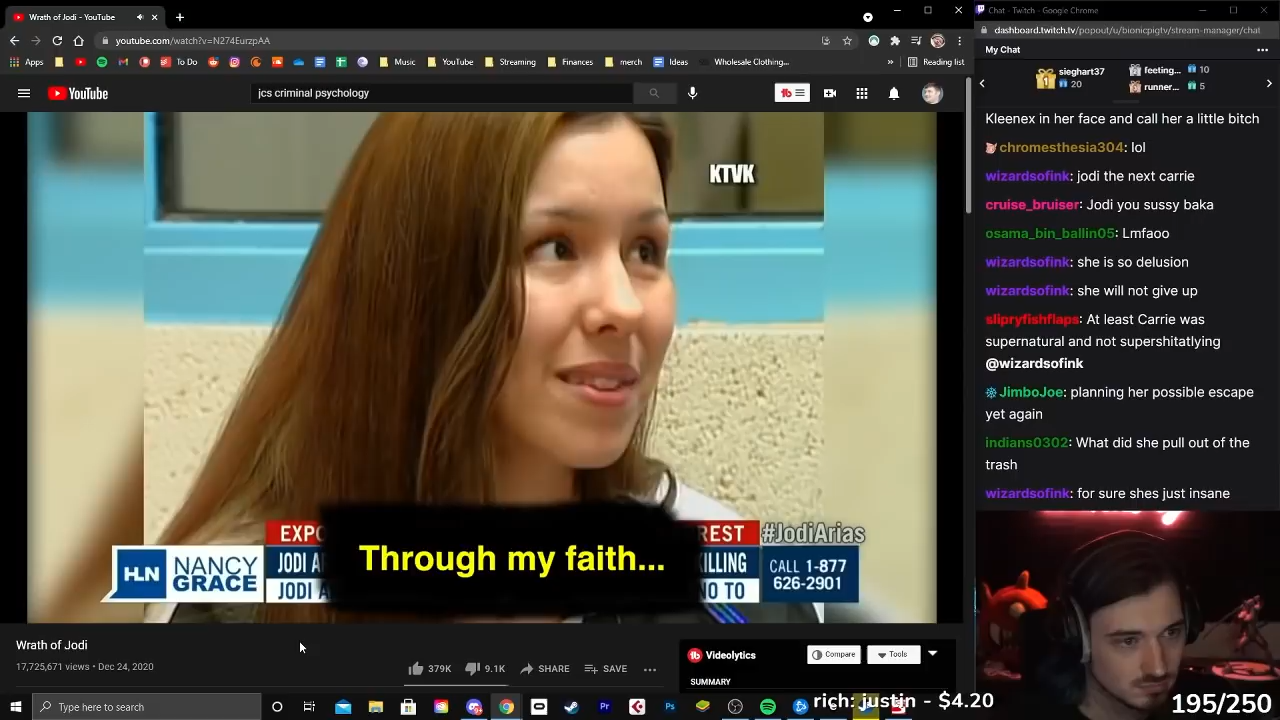 Wrath of Jodi - YouTube
Chat - Twitch - Google Chrome
youtube.com/watch?v=N274EurzpAA
dashboard.twitch.tv/popout/u/bionicpigtv/stream-manager/chat
Apps
To Do
Music
YouTube
Streaming
Finances
merch
Ideas
Wholesale Clothing...
Reading list
My Chat
YouTube
jcs criminal psychology
sieghart37
20
feeting...
10
runner...
5
KTVK
EXPO
REST
#JodiArias
HLN
NANCY
GRACE
JODI A
KILLING
JODI A
NO TO
CALL 1-877
626-2901
Through my faith...
Wrath of Jodi
17,725,671 views • Dec 24, 2020
379K
9.1K
SHARE
SAVE
Videolytics
Compare
Tools
SUMMARY
Kleenex in her face and call her a little bitch
chromesthesia304: lol
wizardsofink: jodi the next carrie
cruise_bruiser: Jodi you sussy baka
osama_bin_ballin05: Lmfaoo
wizardsofink: she is so delusion
wizardsofink: she will not give up
slipryfishflaps: At least Carrie was
supernatural and not supershitatlying
@wizardsofink
JimboJoe: planning her possible escape
yet again
indians0302: What did she pull out of the
trash
wizardsofink: for sure shes just insane
Type here to search
rich: justin - $4.20
195/250